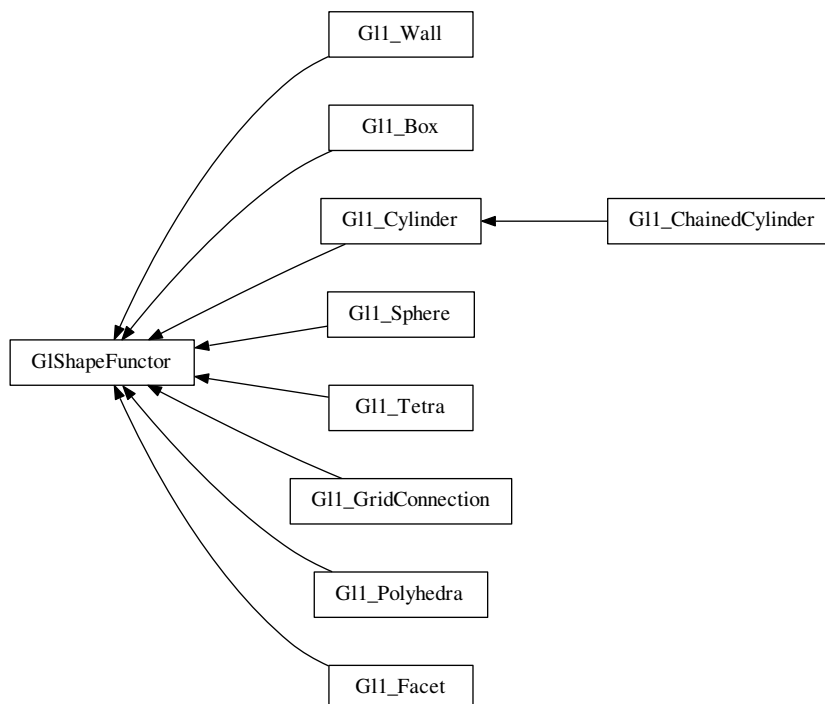 Gl1_Wall
Gl1_Box
Gl1_Cylinder
Gl1_ChainedCylinder
Gl1_Sphere
GlShapeFunctor
Gl1_Tetra
Gl1_GridConnection
Gl1_Polyhedra
Gl1_Facet